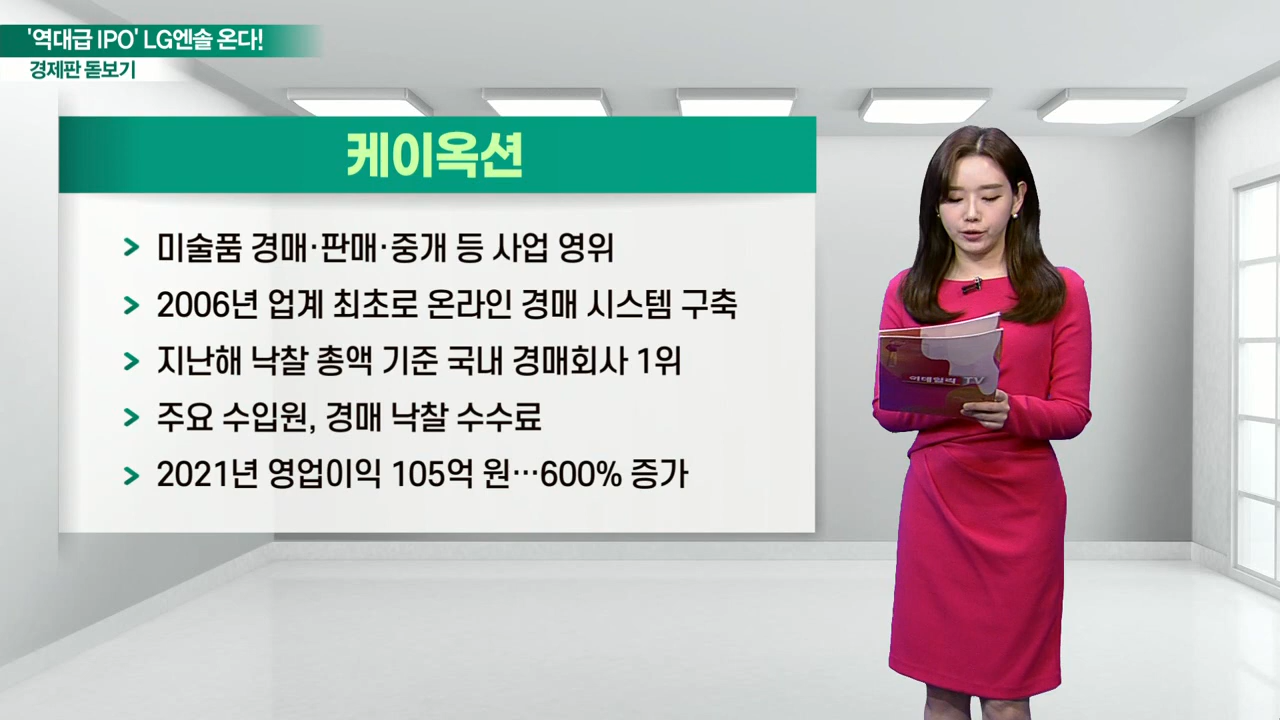 '역대급 IPO' LG엔솔 온다!
경제판 돋보기
케이옥션
> 미술품 경매·판매·중개 등 사업 영위
> 2006년 업계 최초로 온라인 경매 시스템 구축
> 지난해 낙찰 총액 기준 국내 경매회사 1위
> 주요 수입원, 경매 낙찰 수수료
> 2021년 영업이익 105억 원…600% 증가
이데일리 TV